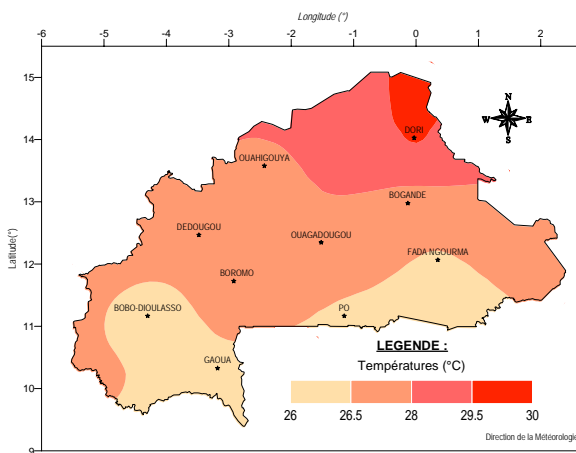 Longitude (°)
-6 -5 -4 -3 -2 -1 0 1 2
Latitude(°)
15
14
13
12
11
10
9
N
W E
S
DORI
OUAHIGOUYA
BOGANDE
DEDOUGOU
OUAGADOUGOU
FADA NGOURMA
BOROMO
BOBO-DIOULASSO
PO
GAOUA
LEGENDE :
Températures (°C)
26 26.5 28 29.5 30
Direction de la Météorologie